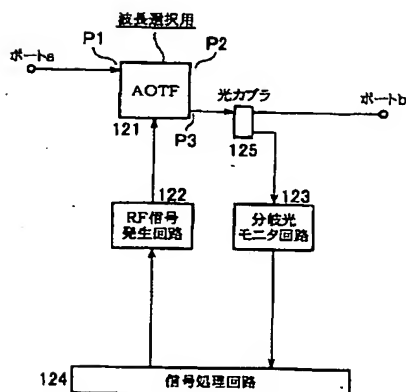 波長選択用
ポートa
P1
P2
AOTF
光カプラ
ポートb
121
P3
125
122
123
RF信号
発生回路
分岐光
モニタ回路
124
信号処理回路